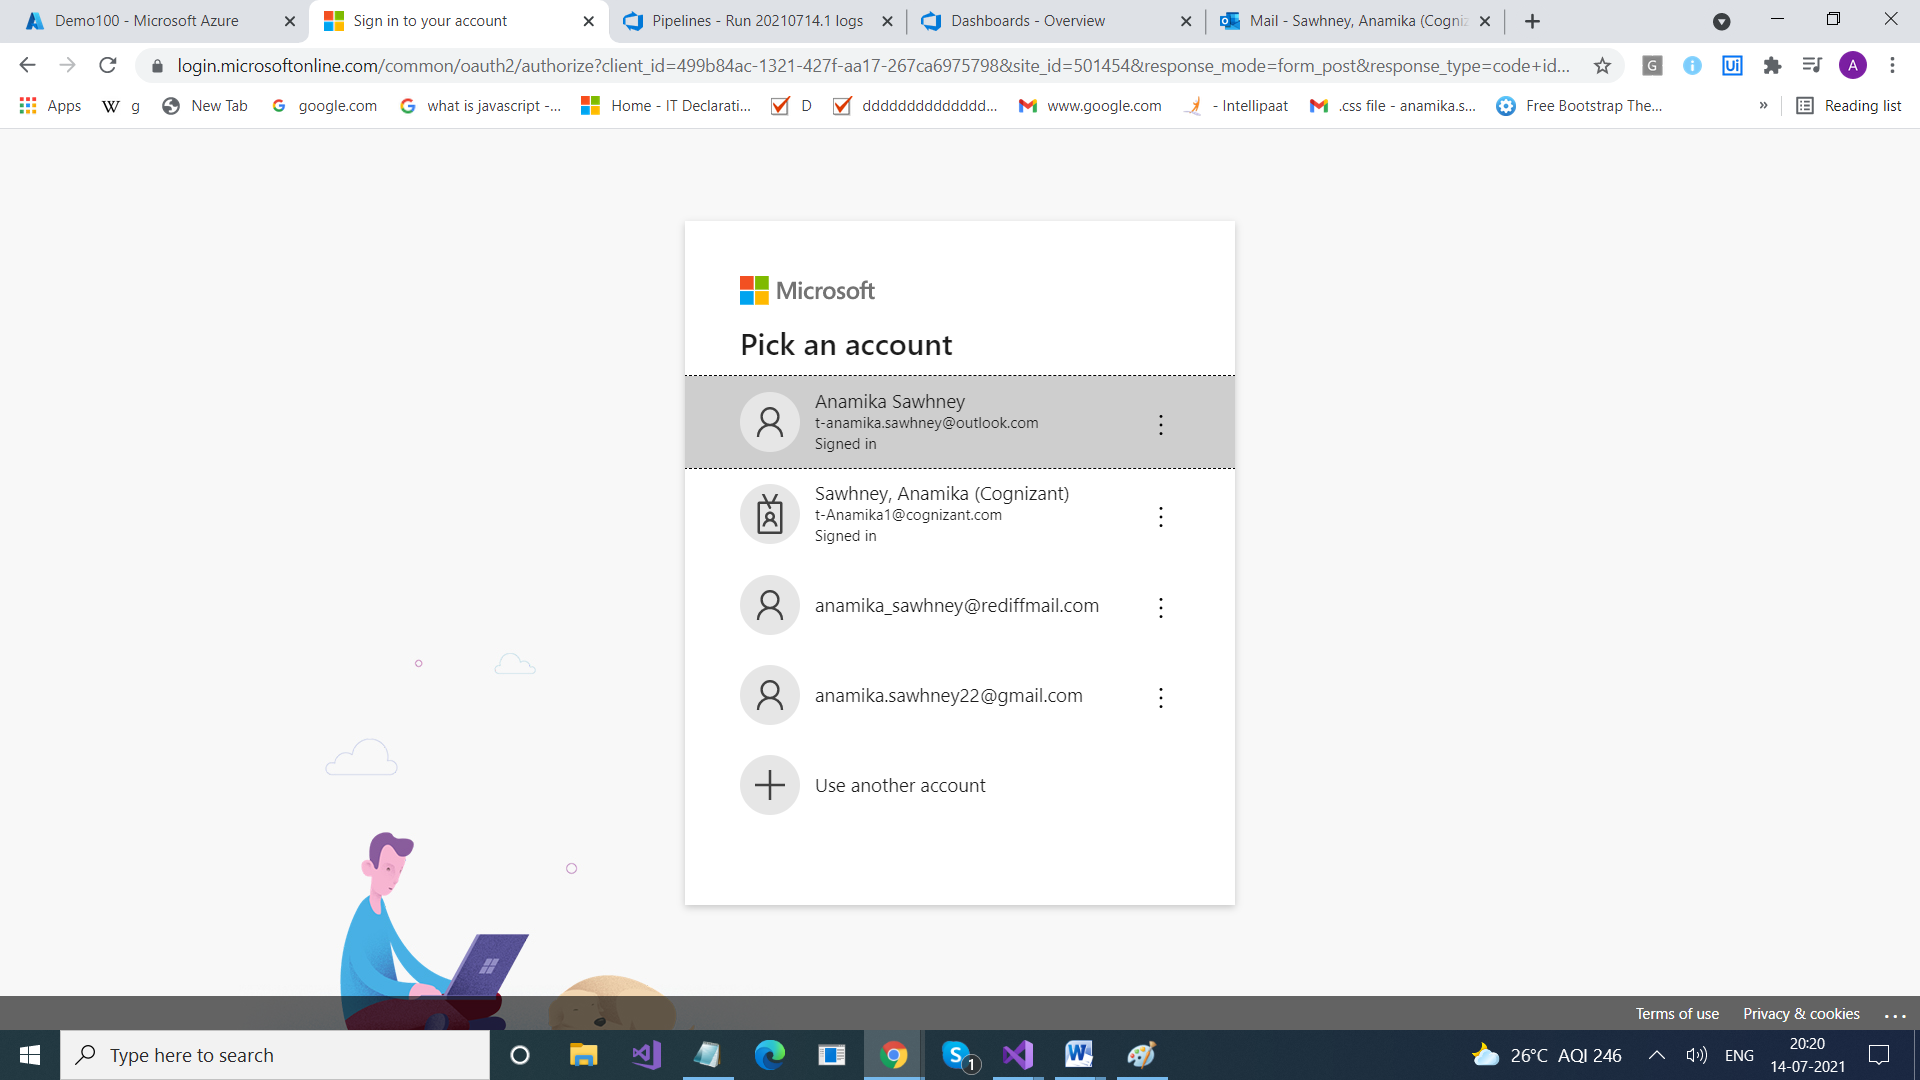 Demo100 - Microsoft Azure
Sign in to your account
Pipelines - Run 20210714.1 logs
Dashboards - Overview
Mail - Sawhney, Anamika (Cogniz
login.microsoftonline.com/common/oauth2/authorize?client_id=499b84ac-1321-427f-aa17-267ca6975798&site_id=501454&response_mode=form_post&response_type=code+id...
G
Ui
A
Apps
W g
New Tab
google.com
what is javascript -...
Home - IT Declarati...
D
dddddddddddddd...
www.google.com
- Intellipaat
.css file - anamika.s...
Free Bootstrap The...
»
Reading list
Microsoft
Pick an account
Anamika Sawhney
t-anamika.sawhney@outlook.com
Signed in
Sawhney, Anamika (Cognizant)
t-Anamika1@cognizant.com
Signed in
anamika_sawhney@rediffmail.com
anamika.sawhney22@gmail.com
Use another account
Terms of use
Privacy & cookies
...
Type here to search
S 1
W
26°C AQI 246
ENG
20:20
14-07-2021